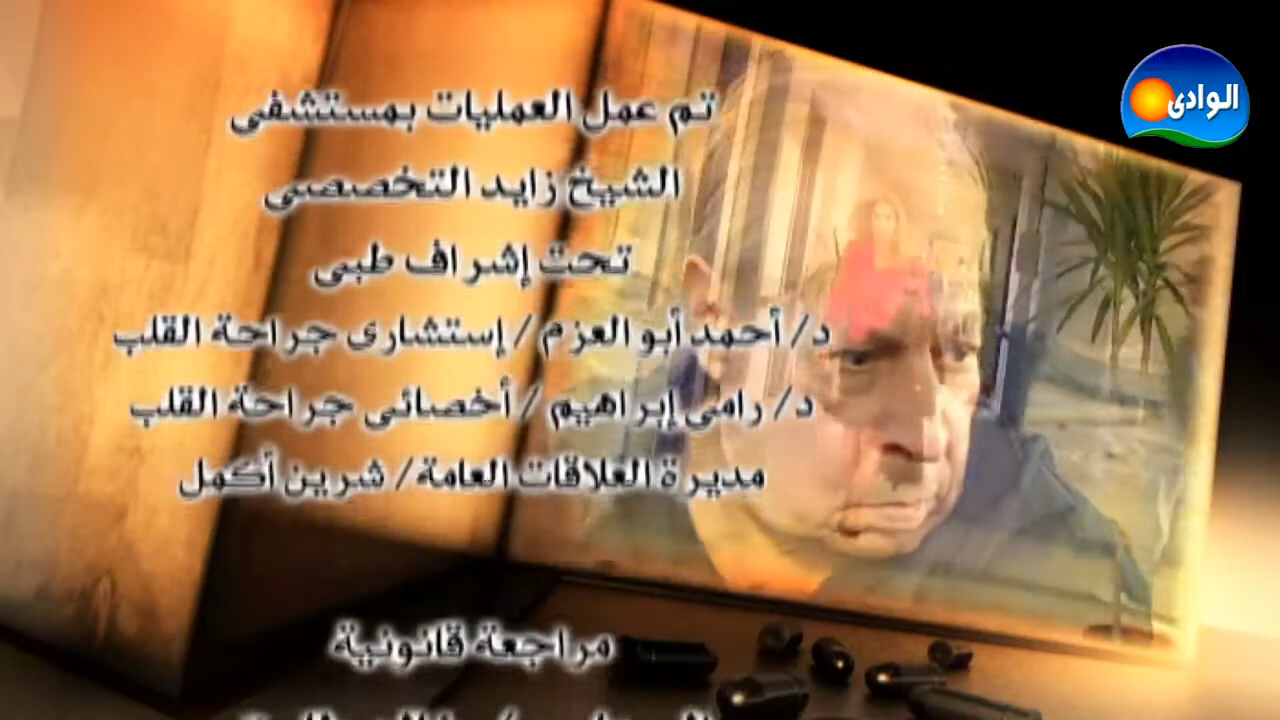 الوادى
تم عمل العمليات بمستشفى
الشيخ زايد التخصصى
تحت إشراف طبى
د/ أحمد أبو العزم / إستشارى جراحة القلب
د/ رامى إبراهيم / أخصائى جراحة القلب
مديرة العلاقات العامة/ شرين أكمل
مراجعة قانونية